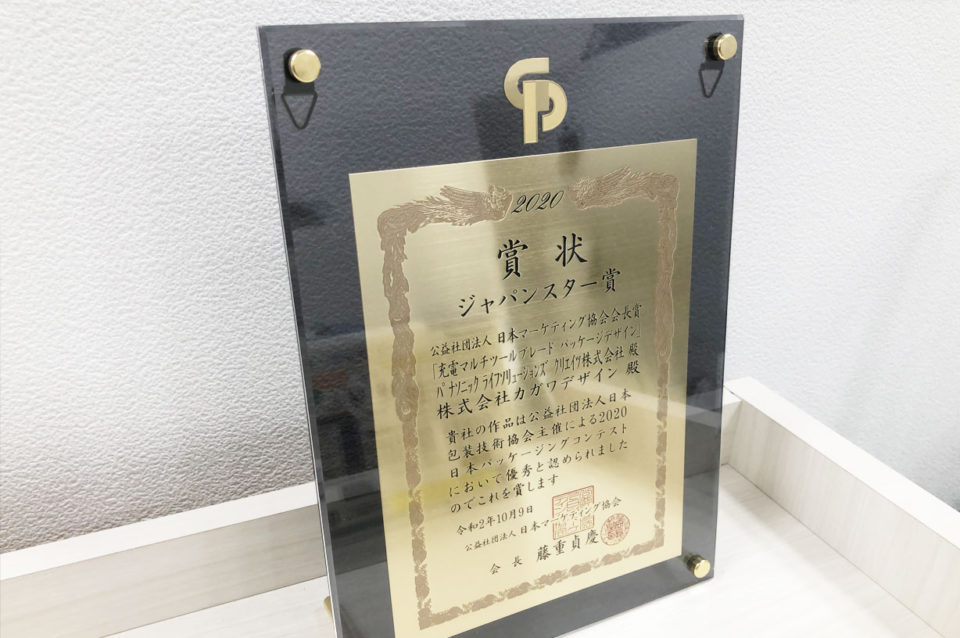 2020
賞 状
ジャパンスター賞
公益社団法人 日本マーケティング協会会長賞
「充電マルチツールブレード パッケージデザイン」
パナソニック ライフソリューションズ クリエイツ株式会社 殿
株式会社カガワデザイン 殿
貴社の作品は公益社団法人日本
包装技術協会主催による2020
日本パッケージングコンテスト
において優秀と認められました
のでこれを賞します
令和2年10月9日
公益社団法人 日本マーケティング協会
会 長 藤重貞慶